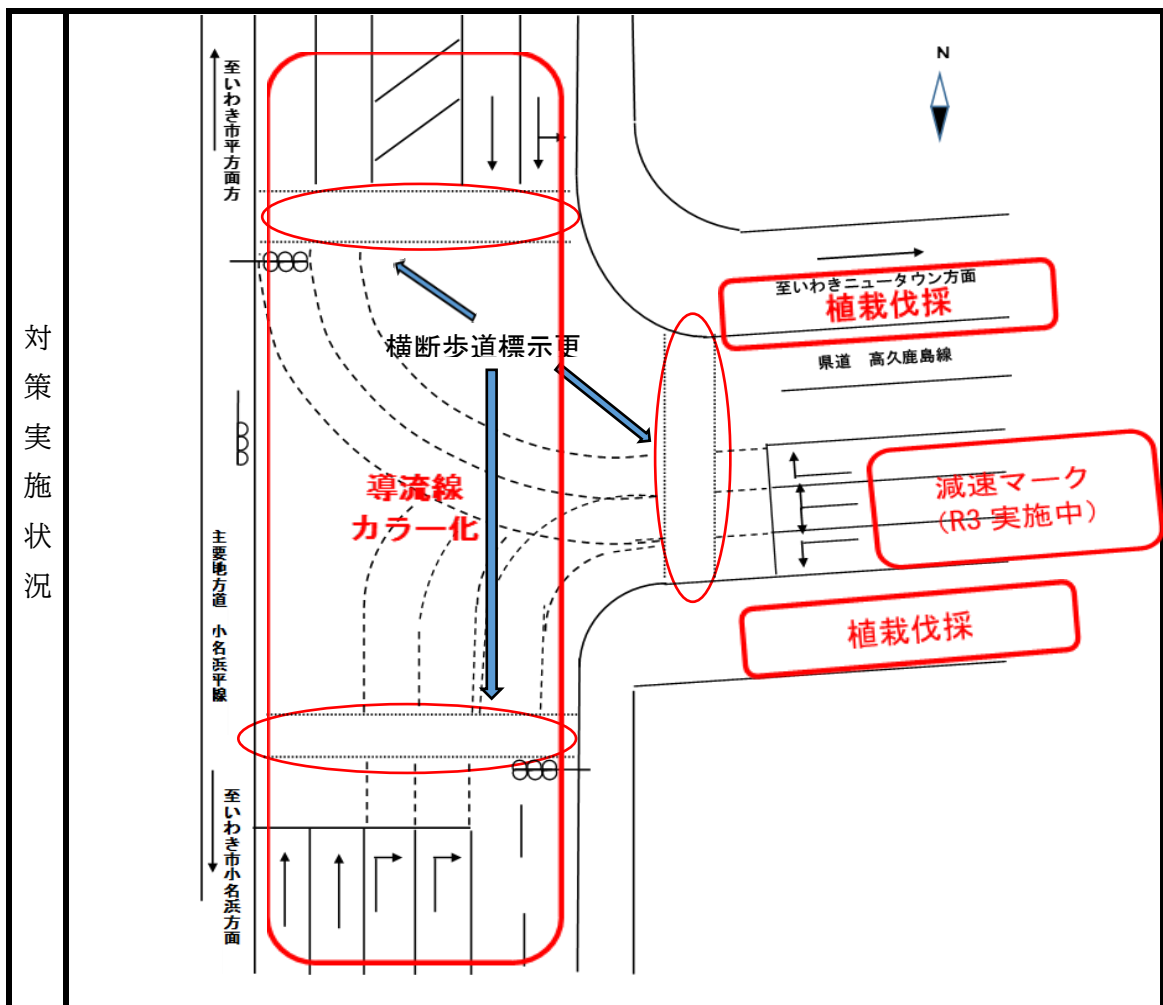 対策実施状況
至いわき市平方面方
N
至いわきニュータウン方面
植栽伐採
横断歩道標示更
県道 高久鹿島線
導流線
カラー化
減速マーク
(R3 実施中)
主要地方道 小名浜平線
植栽伐採
至いわき市小名浜方面